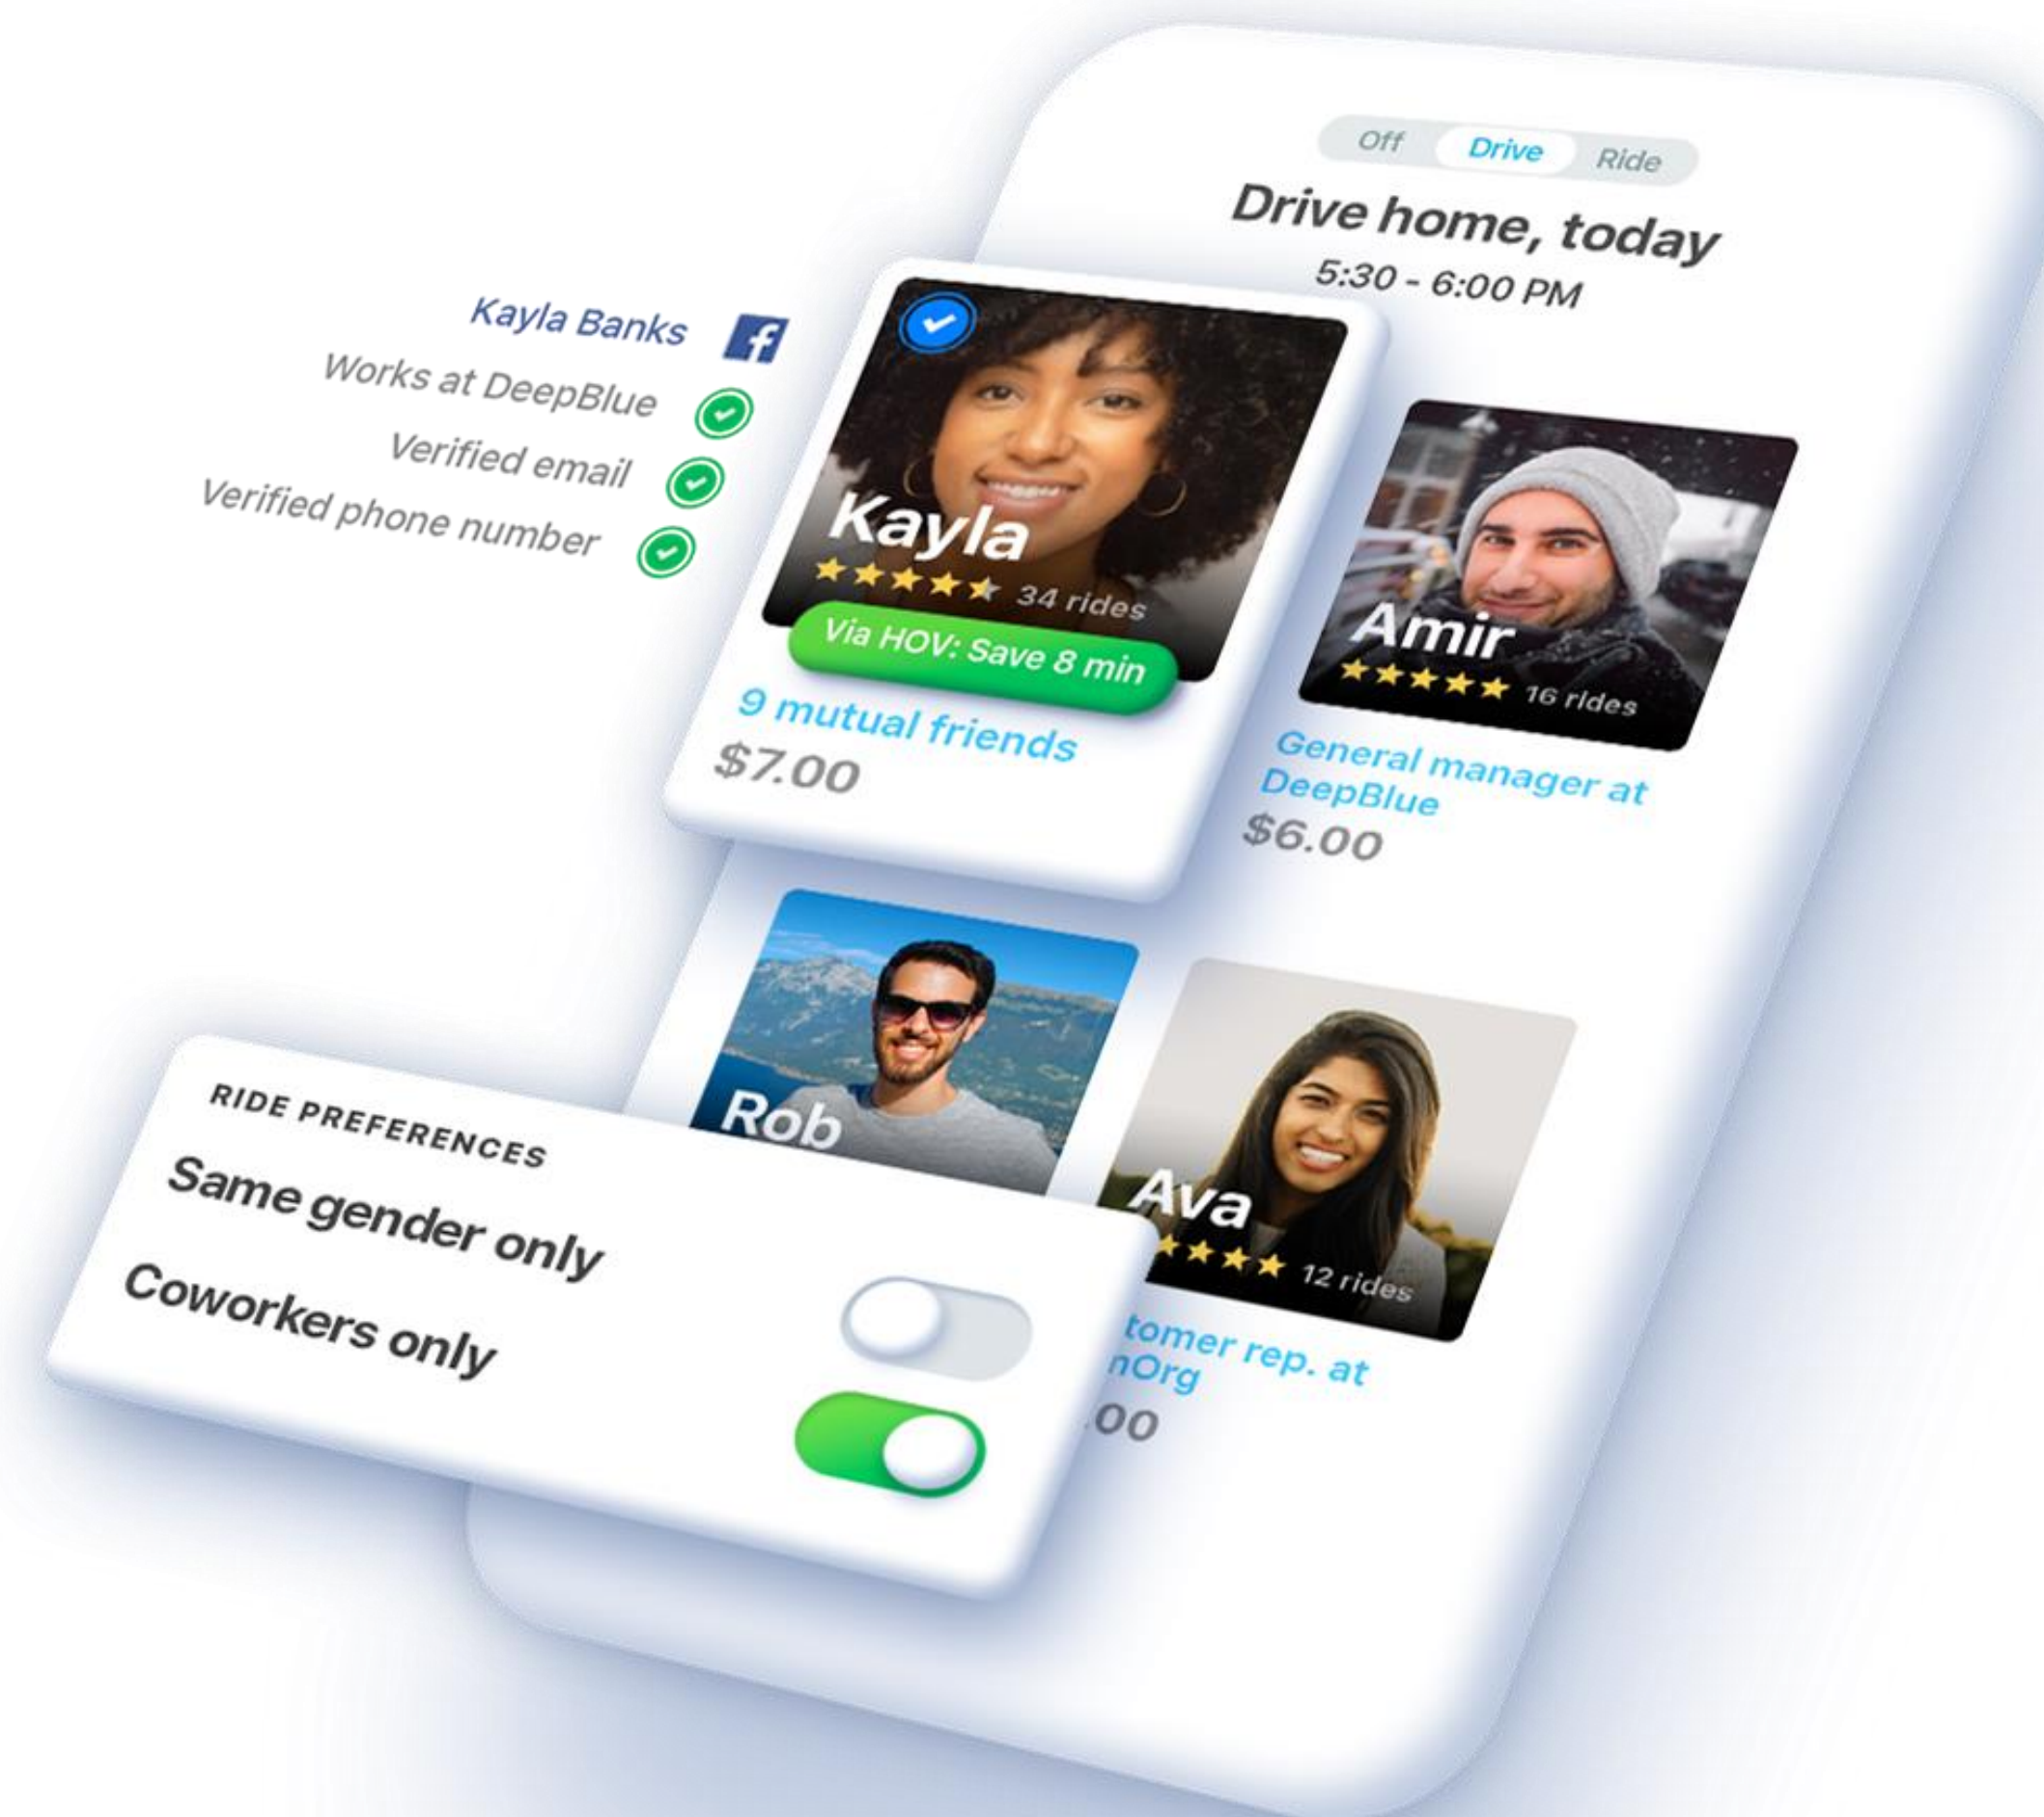 Off Drive Ride
Drive home, today
5:30 - 6:00 PM
Kayla Banks
Works at DeepBlue
Verified email
Verified phone number
Kayla
34 rides
Via HOV: Save 8 min
9 mutual friends
$7.00
Amir
16 rides
General manager at
DeepBlue
$6.00
Rob
Ava
12 rides
rep. at
RIDE PREFERENCES
Same gender only
Coworkers only